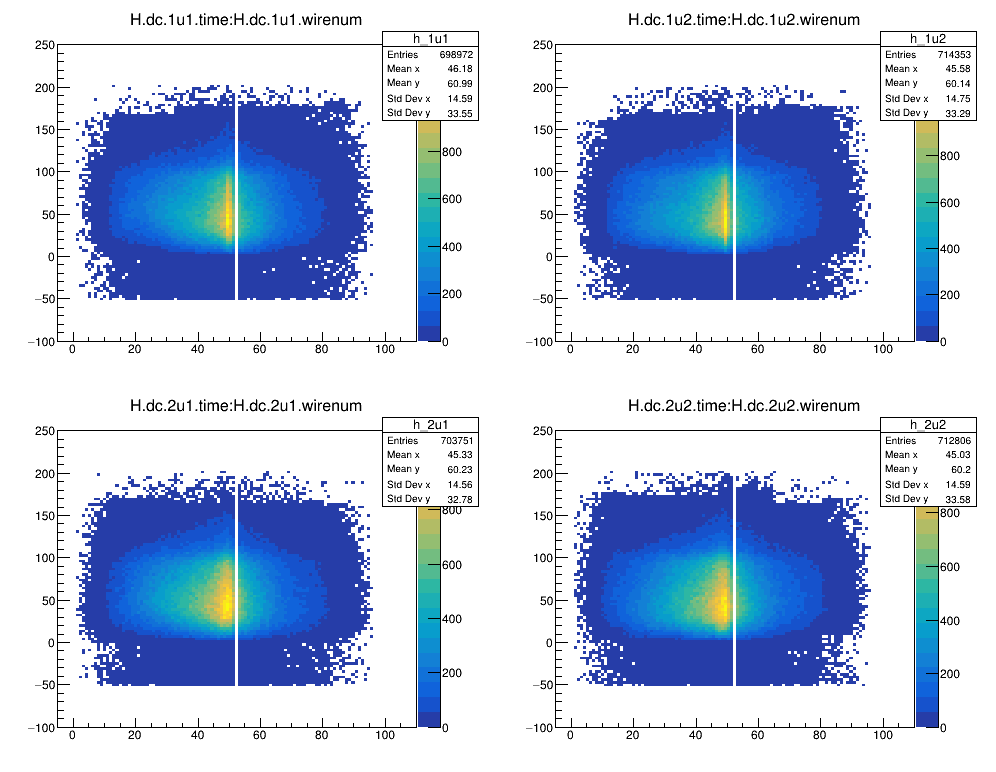 H.dc.1u1.time:H.dc.1u1.wirenum
h_1u1
Entries 698972
Mean x 46.18
Mean y 60.99
Std Dev x 14.59
Std Dev y 33.55
250
200
150
100
50
0
−50
−100
0 20 40 60 80 100
800
600
400
200
0
H.dc.1u2.time:H.dc.1u2.wirenum
h_1u2
Entries 714353
Mean x 45.58
Mean y 60.14
Std Dev x 14.75
Std Dev y 33.29
250
200
150
100
50
0
−50
−100
0 20 40 60 80 100
800
600
400
200
0
H.dc.2u1.time:H.dc.2u1.wirenum
h_2u1
Entries 703751
Mean x 45.33
Mean y 60.23
Std Dev x 14.56
Std Dev y 32.78
250
200
150
100
50
0
−50
−100
0 20 40 60 80 100
800
600
400
200
0
H.dc.2u2.time:H.dc.2u2.wirenum
h_2u2
Entries 712806
Mean x 45.03
Mean y 60.2
Std Dev x 14.59
Std Dev y 33.58
250
200
150
100
50
0
−50
−100
0 20 40 60 80 100
800
600
400
200
0